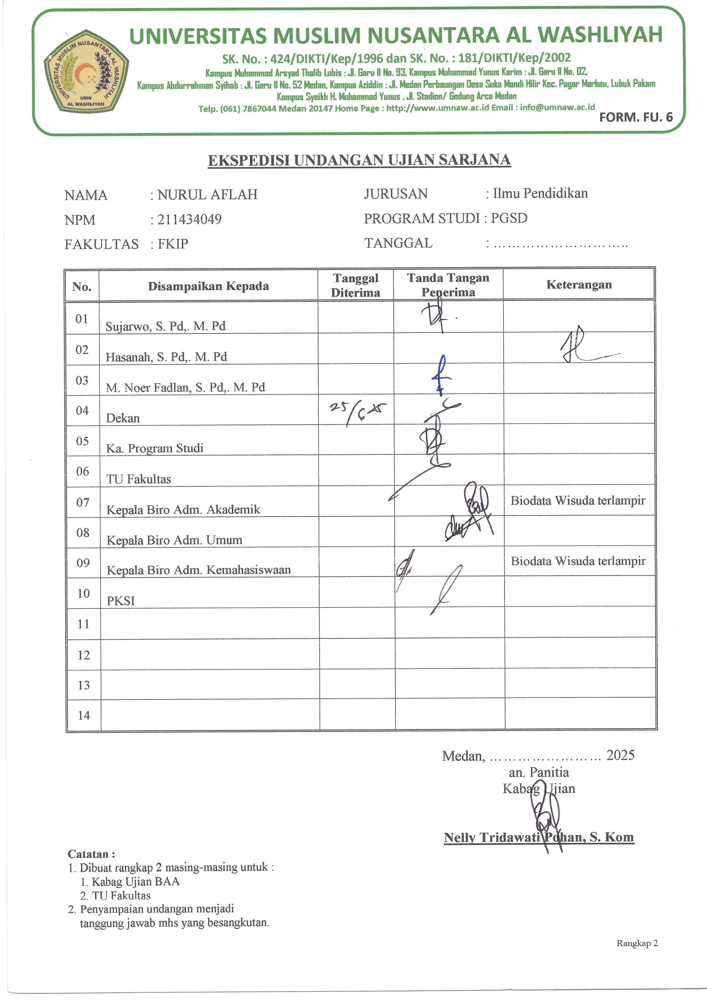 UNIVERSITAS MUSLIM NUSANTARA AL WASHLIYAH
UMN
AL WASHLIYAH
UNIVERSITAS MUSLIM NUSANTARA AL WASHLIYAH
SK. No. : 424/DIKTI/Kep/1996 dan SK. No. : 181/DIKTI/Kep/2002
Kampus Muhammad Arsyad Thalib Lubis : Jl. Garu II No. 93, Kampus Muhammad Yunus Karim : Jl. Garu II No. 02,
Kampus Abdurrahman Syihab : Jl. Garu II No. 52 Medan, Kampus Aziddin : Jl. Medan Perbaungan Desa Suka Mandi Hilir Kec. Pagar Merbau, Lubuk Pakam
Kampus Syeikh H. Muhammad Yunus , Jl. Stadion/ Gedung Arca Medan
Telp. (061) 7867044 Medan 20147 Home Page : http://www.umnaw.ac.id Email : info@umnaw.ac.id
FORM. FU. 6
EKSPEDISI UNDANGAN UJIAN SARJANA
NAMA : NURUL AFLAH JURUSAN : Ilmu Pendidikan
NPM : 211434049 PROGRAM STUDI : PGSD
FAKULTAS : FKIP TANGGAL : ................................
No. Disampaikan Kepada Tanggal Diterima Tanda Tangan Penerima Keterangan
01 Sujarwo, S. Pd,. M. Pd
02 Hasanah, S. Pd,. M. Pd
03 M. Noer Fadlan, S. Pd,. M. Pd
04 Dekan 25/6 25
05 Ka. Program Studi
06 TU Fakultas
07 Kepala Biro Adm. Akademik Biodata Wisuda terlampir
08 Kepala Biro Adm. Umum
09 Kepala Biro Adm. Kemahasiswaan Biodata Wisuda terlampir
10 PKSI
11
12
13
14
Medan, .......................... 2025
an. Panitia
Kabag Ujian
Nelly Tridawati Pohan, S. Kom
Catatan :
1. Dibuat rangkap 2 masing-masing untuk :
1. Kabag Ujian BAA
2. TU Fakultas
2. Penyampaian undangan menjadi
tanggung jawab mhs yang besangkutan.
Rangkap 2